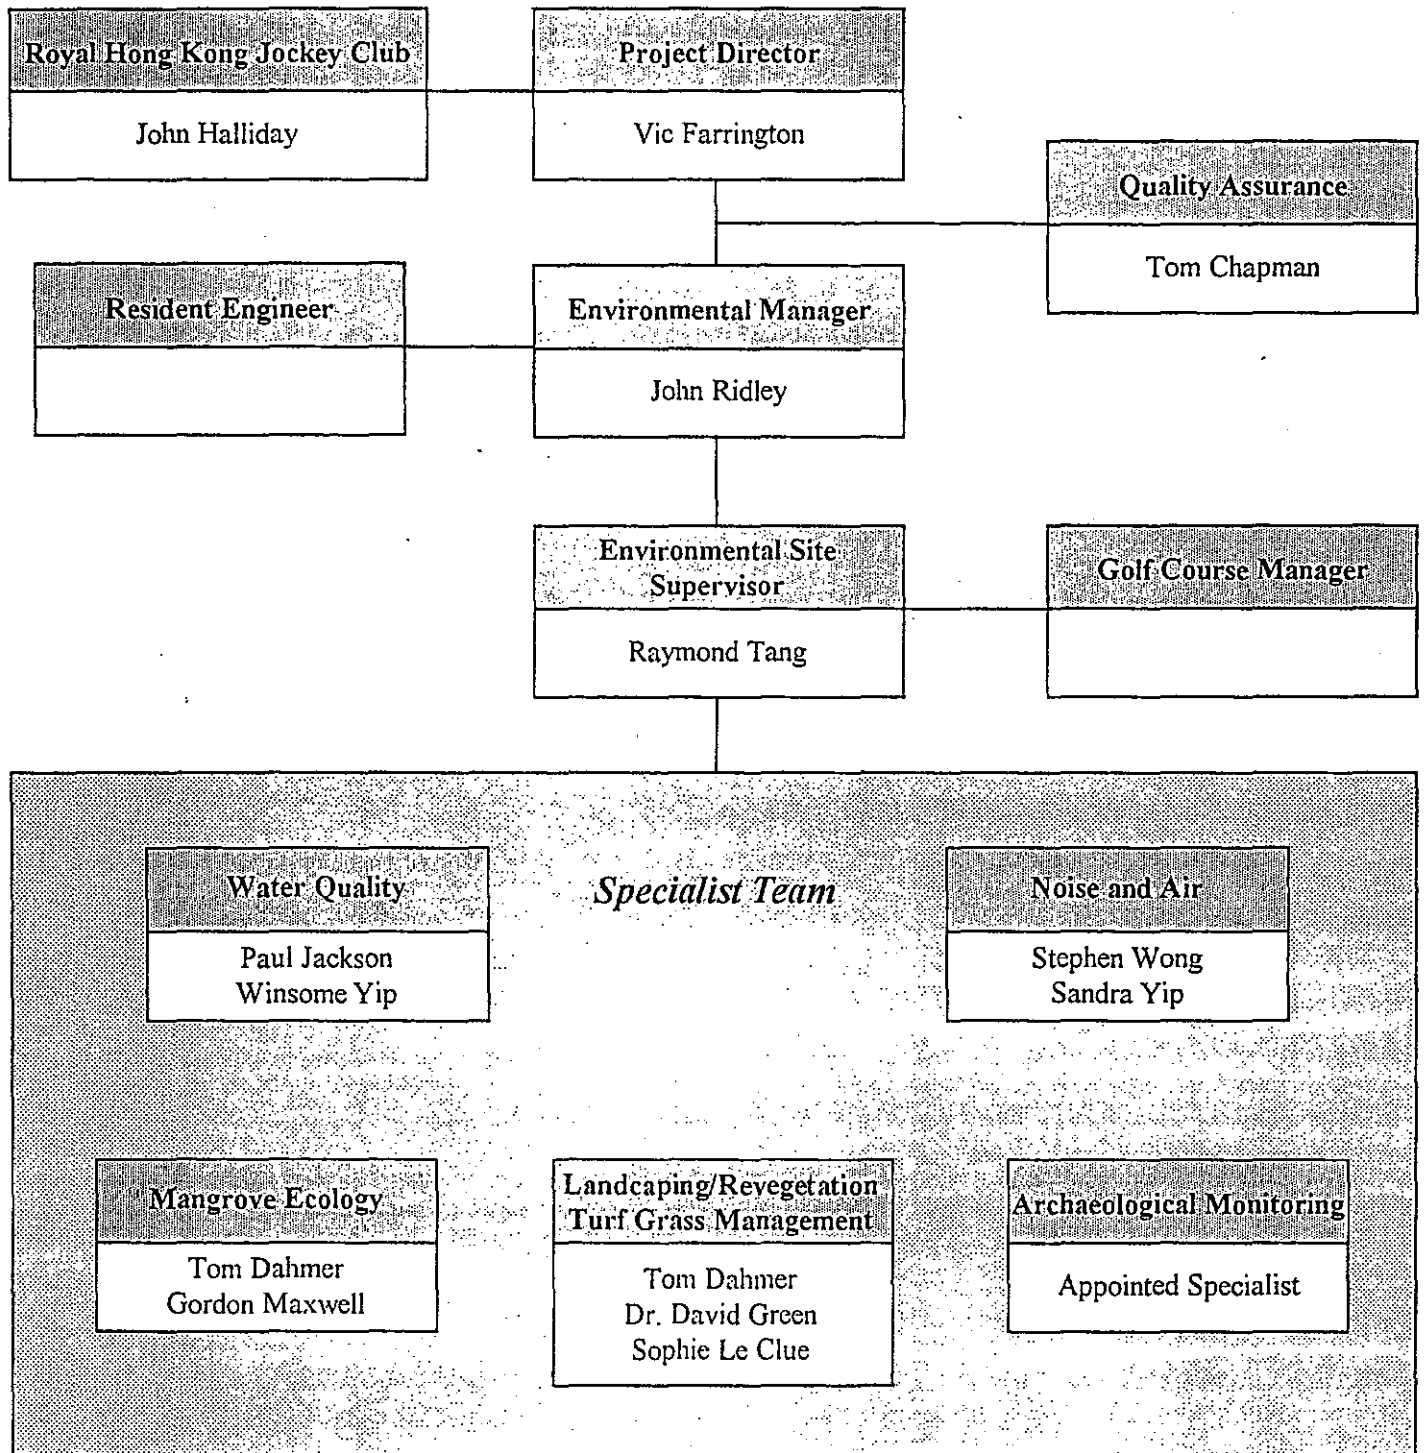 Royal Hong Kong Jockey Club
John Halliday
Project Director
Vic Farrington
Quality Assurance
Tom Chapman
Resident Engineer
Environmental Manager
John Ridley
Environmental Site
Supervisor
Raymond Tang
Golf Course Manager
Specialist Team
Water Quality
Paul Jackson
Winsome Yip
Noise and Air
Stephen Wong
Sandra Yip
Mangrove Ecology
Tom Dahmer
Gordon Maxwell
Landcaping/Revegetation
Turf Grass Management
Tom Dahmer
Dr. David Green
Sophie Le Clue
Archaeological Monitoring
Appointed Specialist